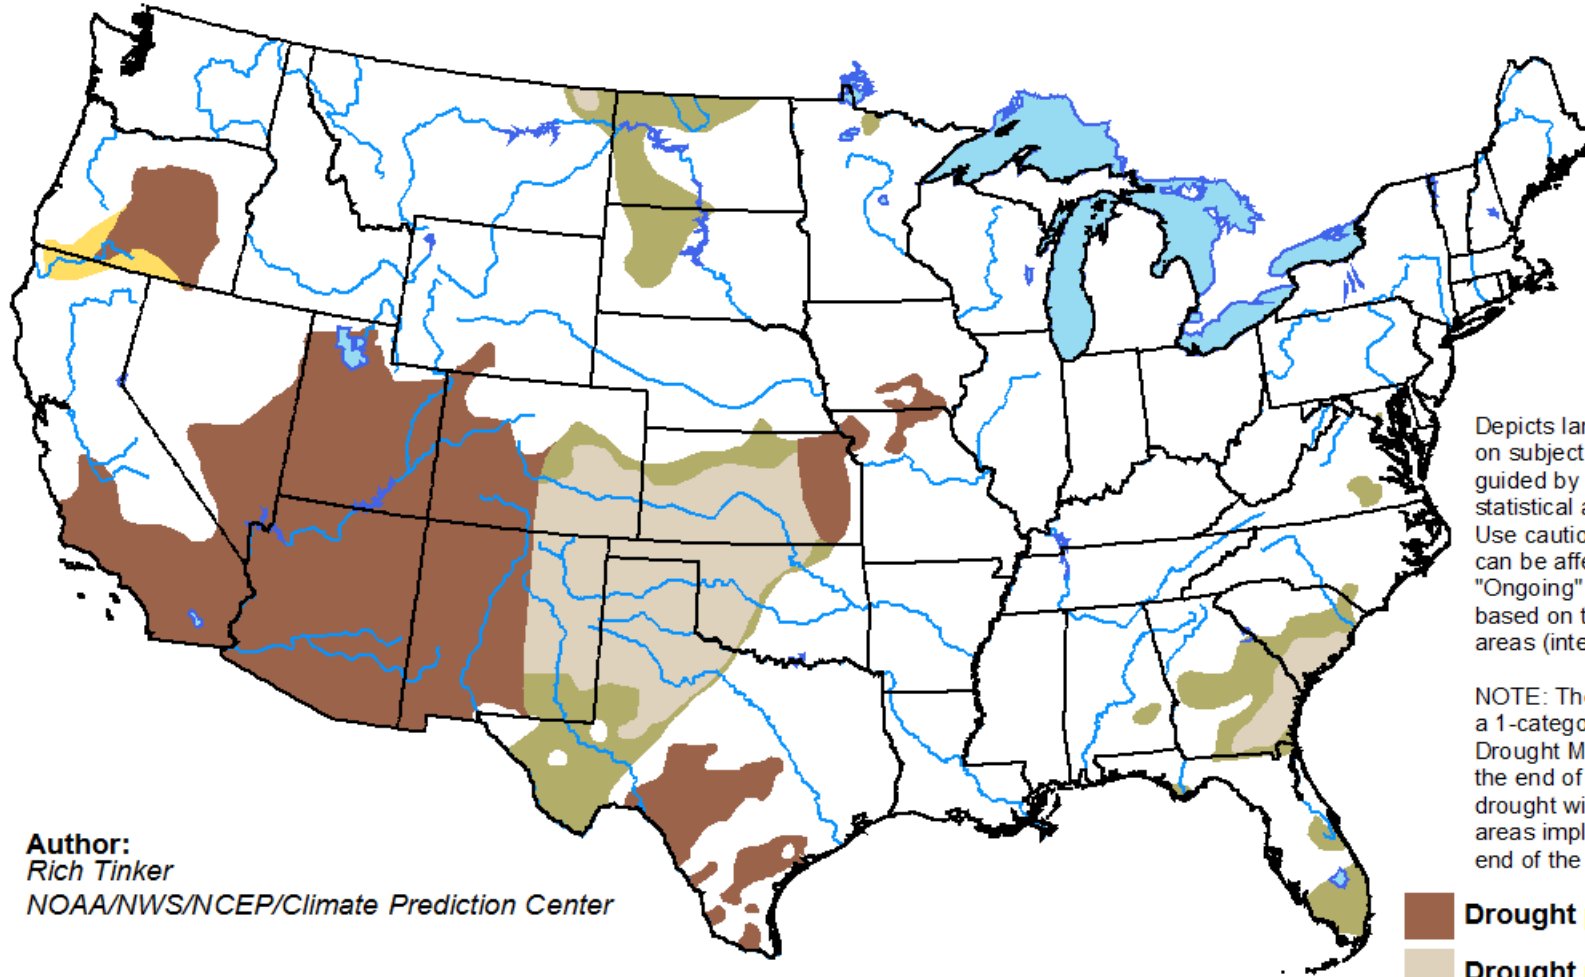 Depicts lar
on subject
guided by
statistical a
Use cautio
can be affe
"Ongoing"
based on t
areas (inte
NOTE: The
a 1-catego
Drought M
the end of
drought wi
areas impl
end of the
Author:
Rich Tinker
NOAA/NWS/NCEP/Climate Prediction Center
Drought
Drought